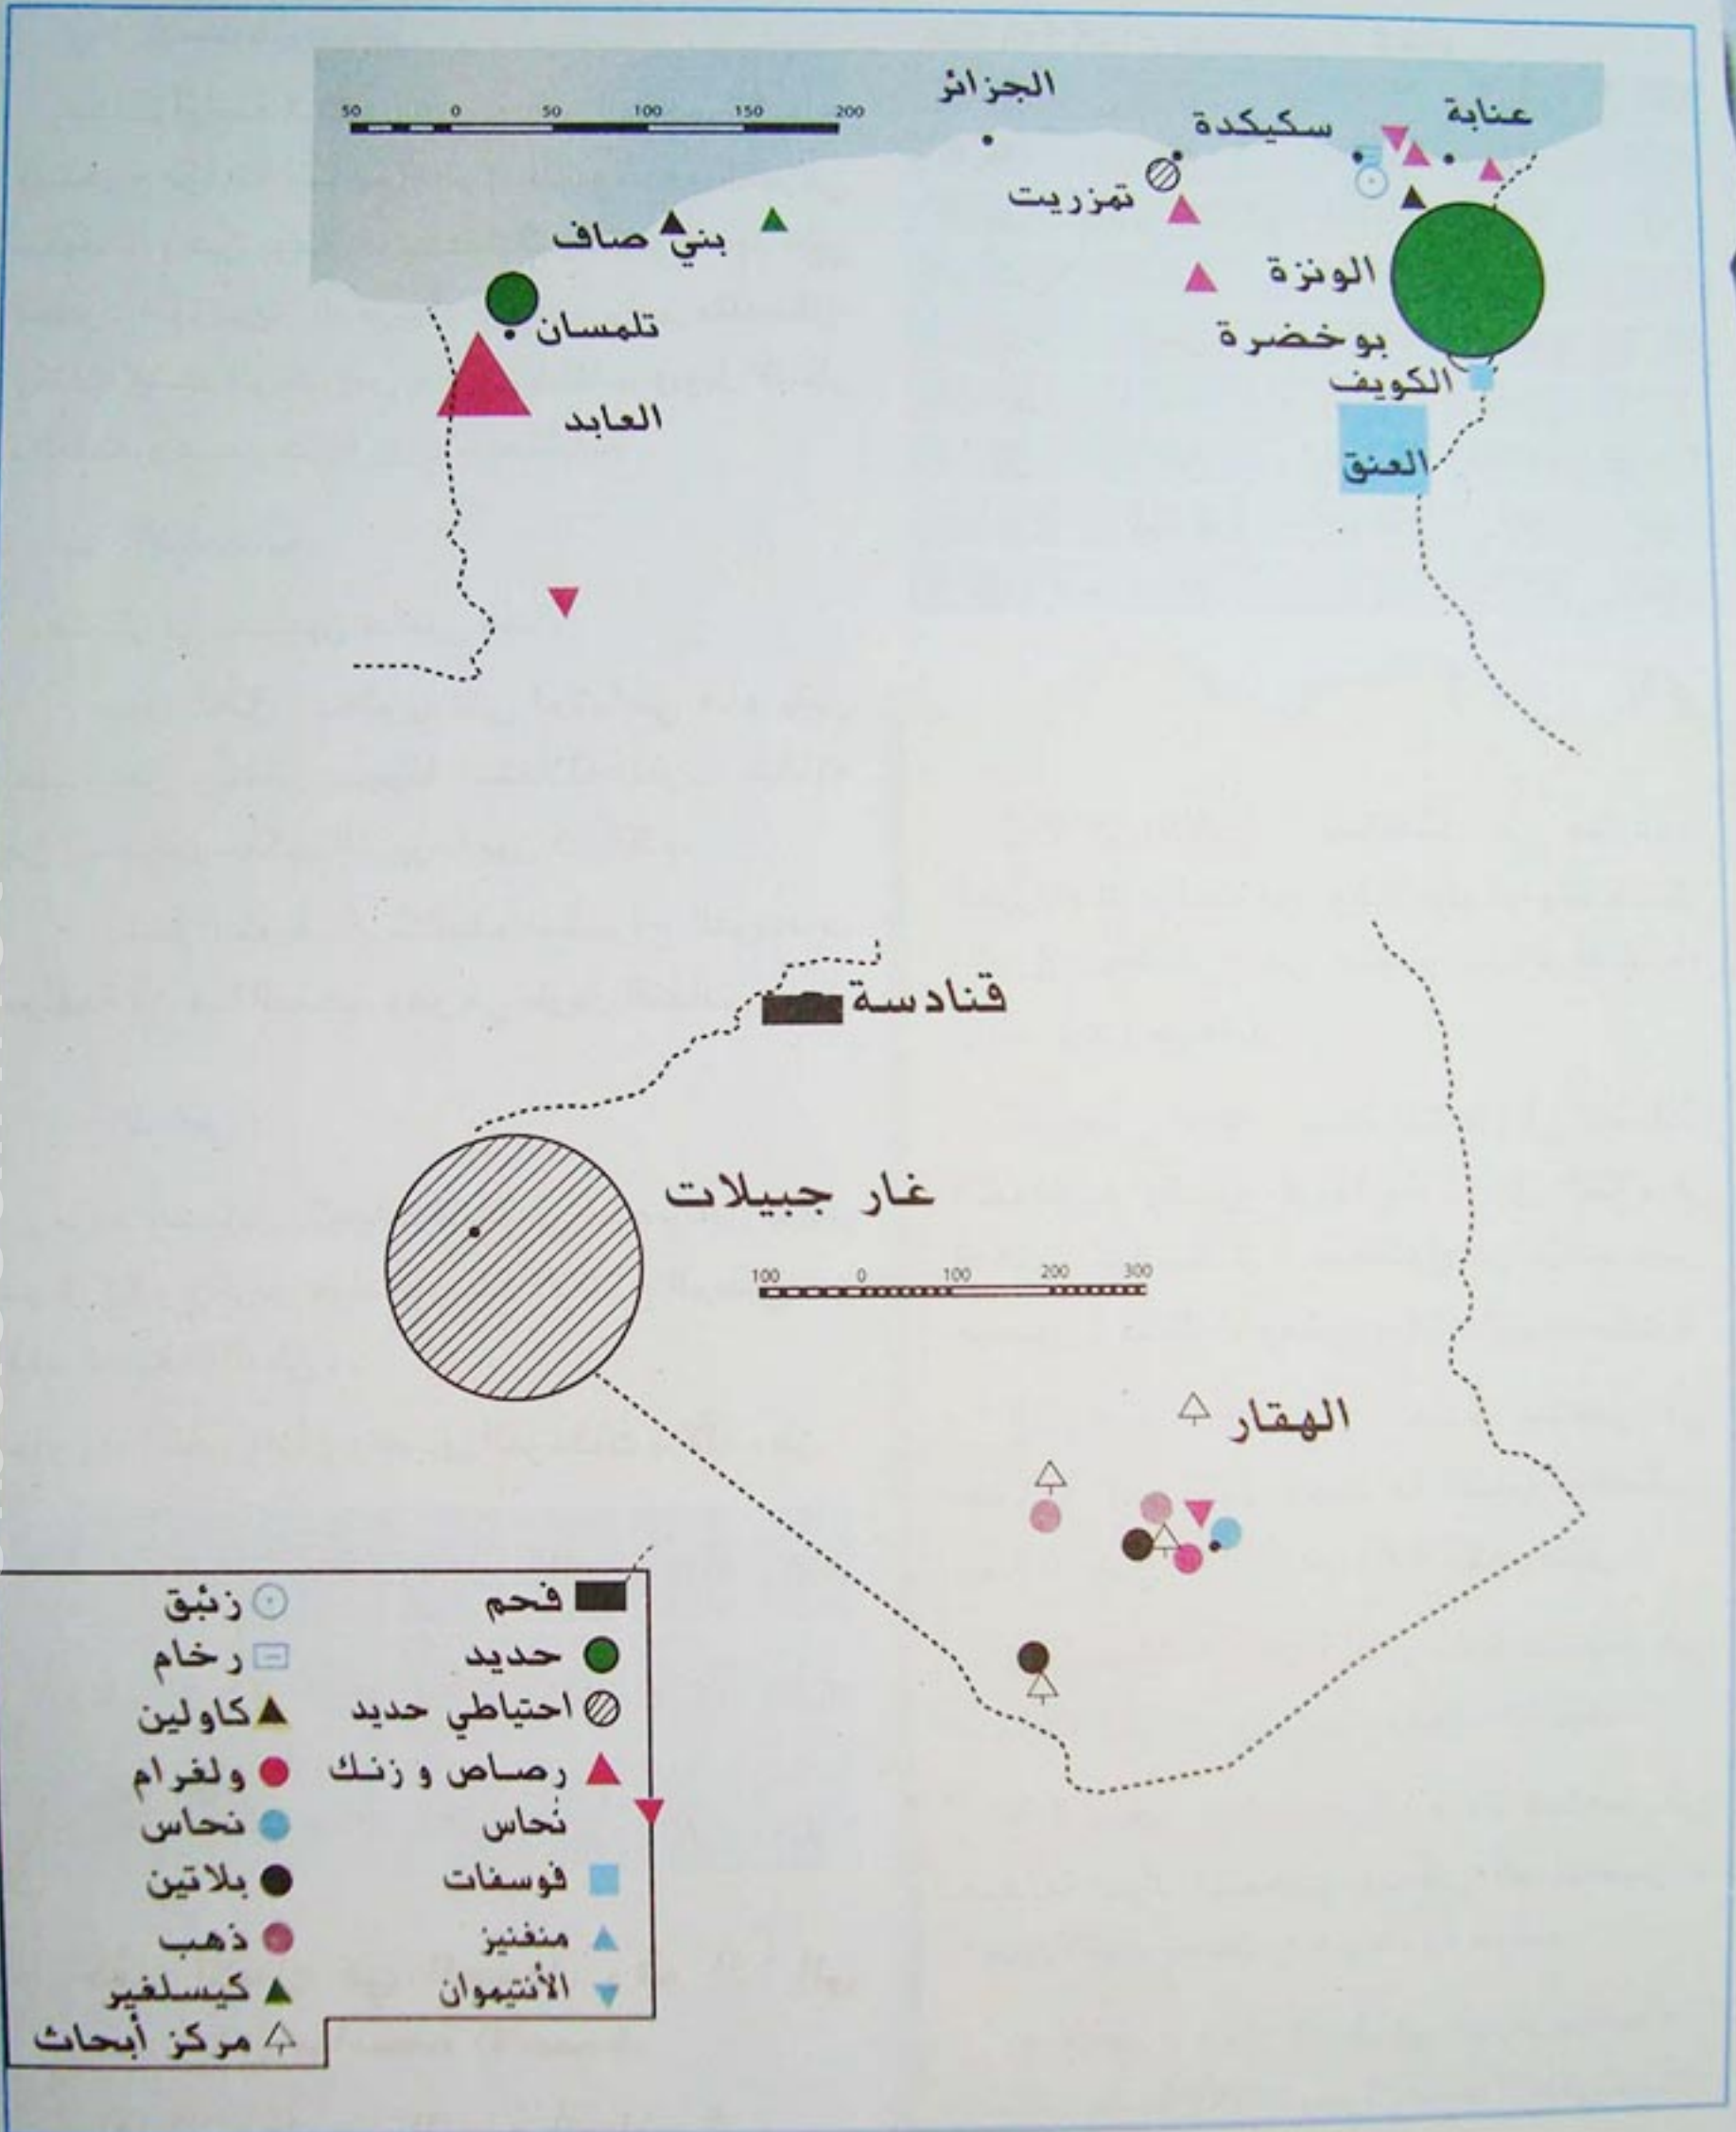 الجزائر
عنابة
سكيكدة
50 0 50 100 150 200
تمزريت
بني صاف
الونزة
تلمسان
بوخضرة
الكويف
العابد
العنق
قنادسة
غار جبيلات
100 0 100 200 300
الهقار
فحم
حديد
احتياطي حديد
رصاص و زنك
نحاس
فوسفات
منفنيز
الأنتيموان
زئبق
رخام
كاولين
ولفرام
نحاس
بلاتين
ذهب
كيسلغير
مركز أبحاث